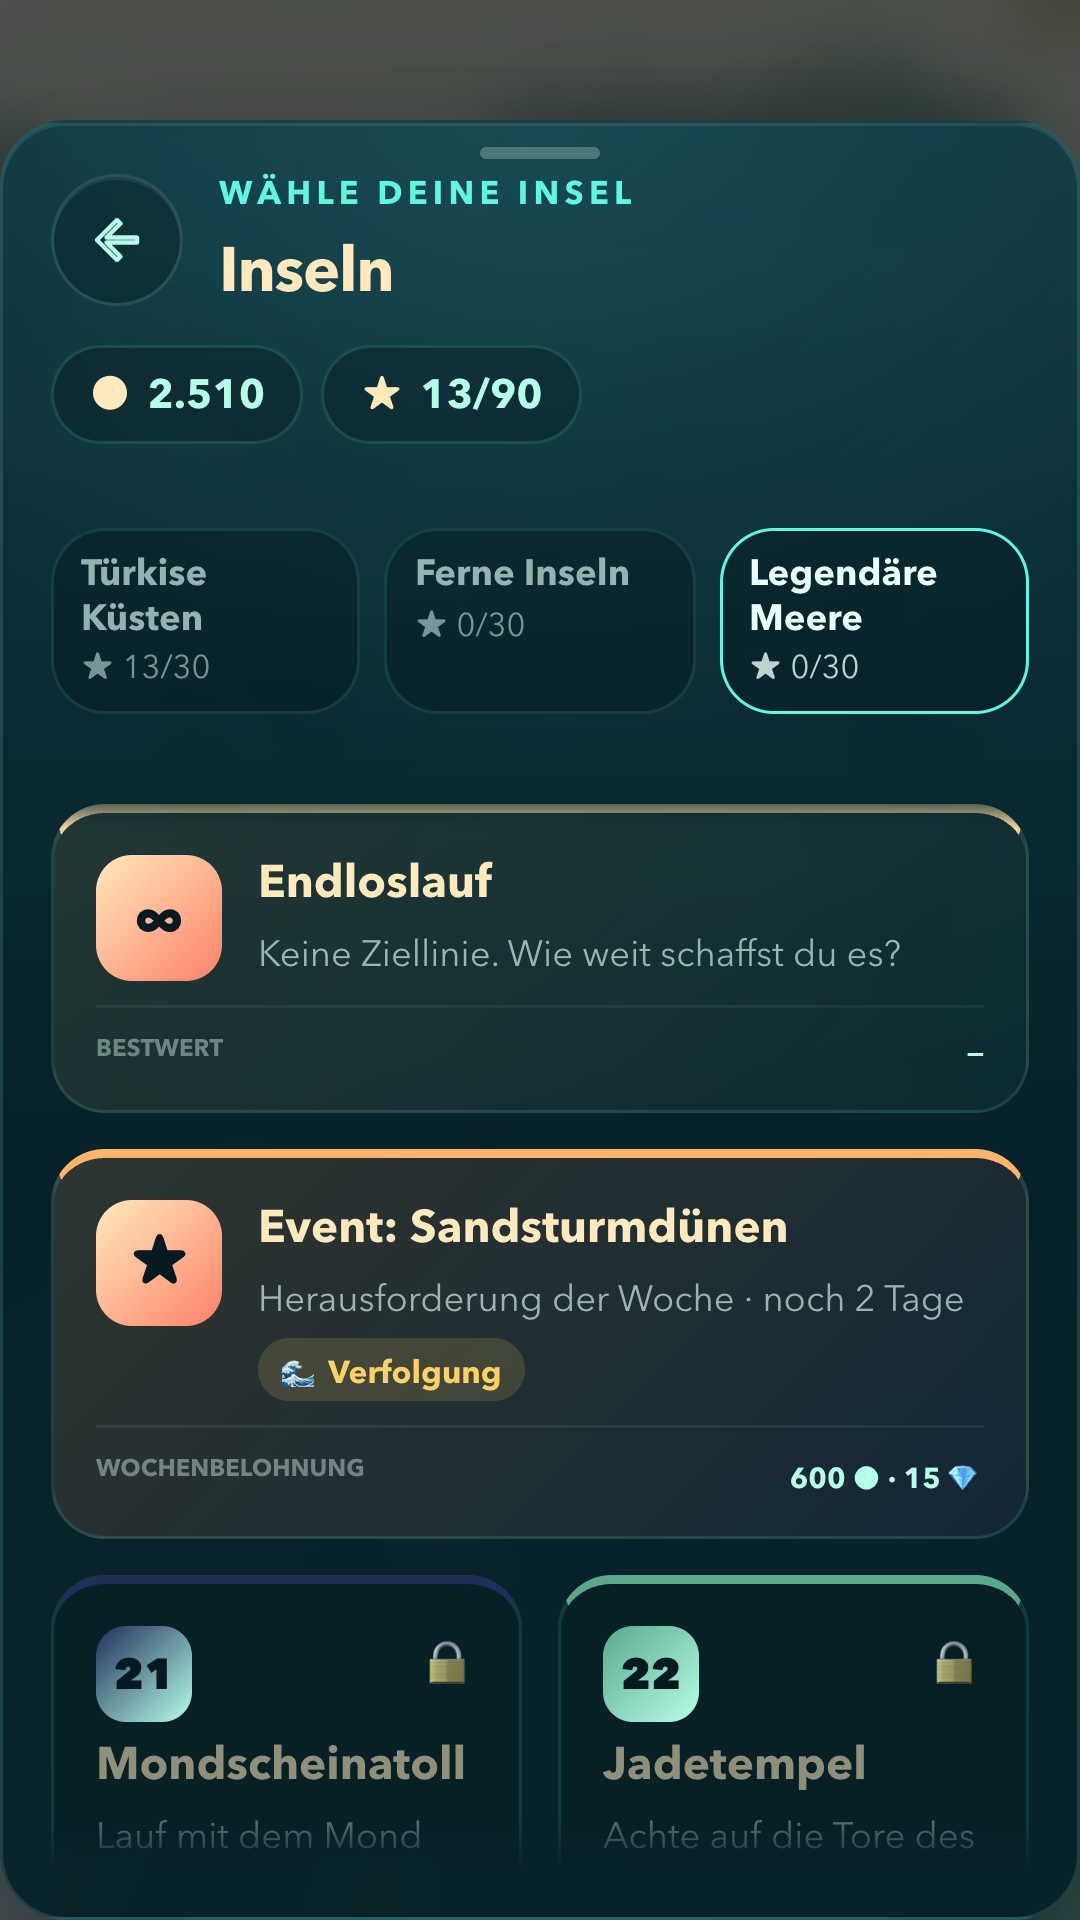 WÄHLE DEINE INSEL
Inseln
2.510
13/90
Türkise
Küsten
13/30
Ferne Inseln
0/30
Legendäre
Meere
0/30
Endloslauf
Keine Ziellinie. Wie weit schaffst du es?
BESTWERT
–
Event: Sandsturmdünen
Herausforderung der Woche · noch 2 Tage
Verfolgung
WOCHENBELOHNUNG
600 · 15
21
Mondscheinatoll
Lauf mit dem Mond
22
Jadetempel
Achte auf die Tore des